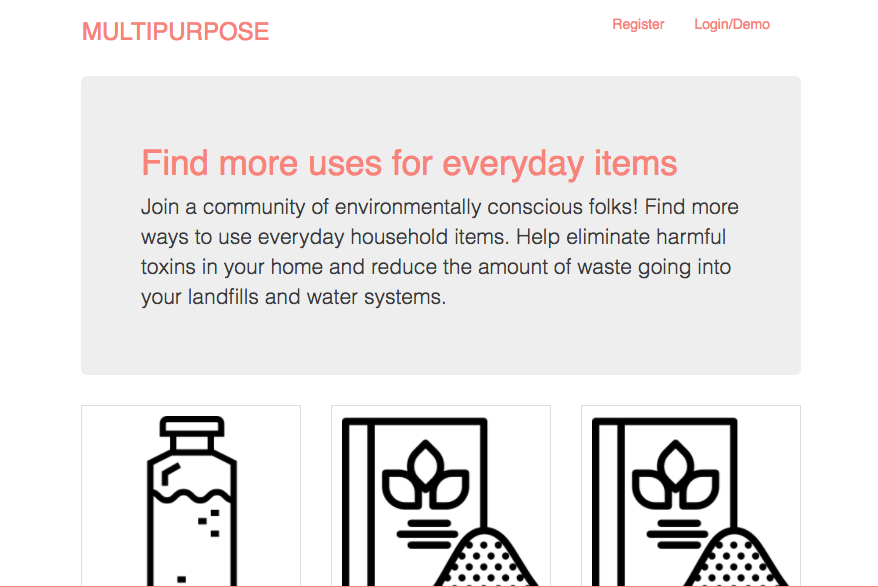 MULTIPURPOSE
Register
Login/Demo
Find more uses for everyday items
Join a community of environmentally conscious folks! Find more
ways to use everyday household items. Help eliminate harmful
toxins in your home and reduce the amount of waste going into
your landfills and water systems.